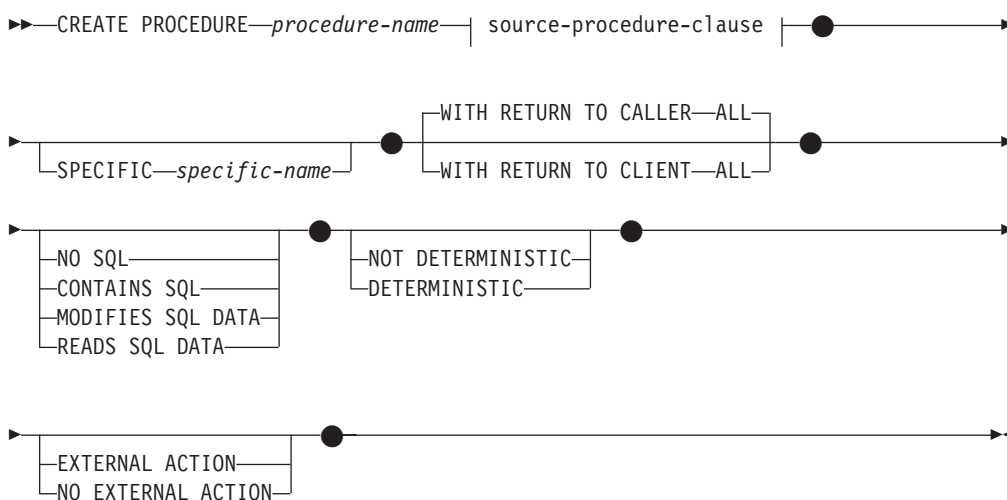 CREATE PROCEDURE procedure-name source-procedure-clause
WITH RETURN TO CALLER ALL
SPECIFIC specific-name
WITH RETURN TO CLIENT ALL
NO SQL
CONTAINS SQL
MODIFIES SQL DATA
READS SQL DATA
NOT DETERMINISTIC
DETERMINISTIC
EXTERNAL ACTION
NO EXTERNAL ACTION